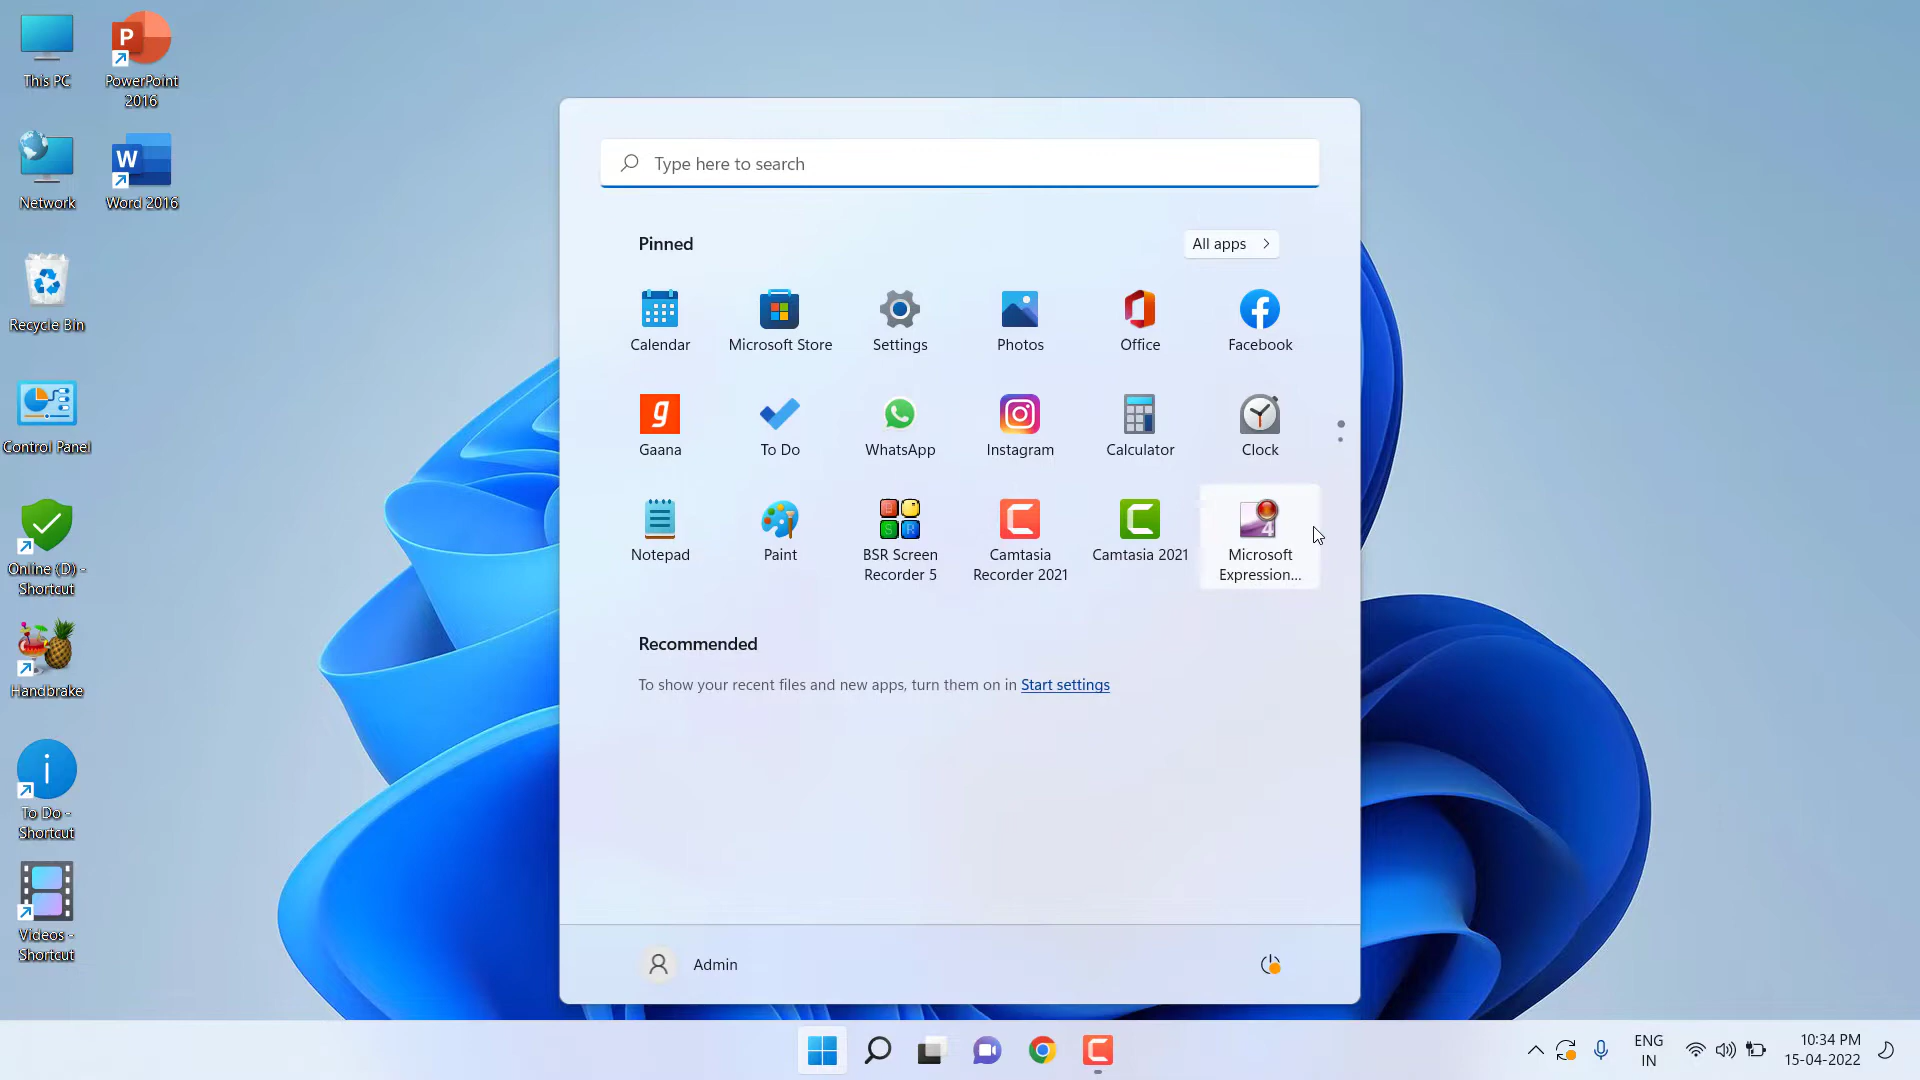 This PC
PowerPoint
2016
Network
Word 2016
Recycle Bin
Control Panel
Online (D) -
Shortcut
Handbrake
To Do -
Shortcut
Videos -
Shortcut
Type here to search
Pinned
All apps
Calendar
Microsoft Store
Settings
Photos
Office
Facebook
Gaana
To Do
WhatsApp
Instagram
Calculator
Clock
Notepad
Paint
BSR Screen
Recorder 5
Camtasia
Recorder 2021
Camtasia 2021
Microsoft
Expression...
Recommended
To show your recent files and new apps, turn them on in Start settings
Admin
ENG
IN
10:34 PM
15-04-2022